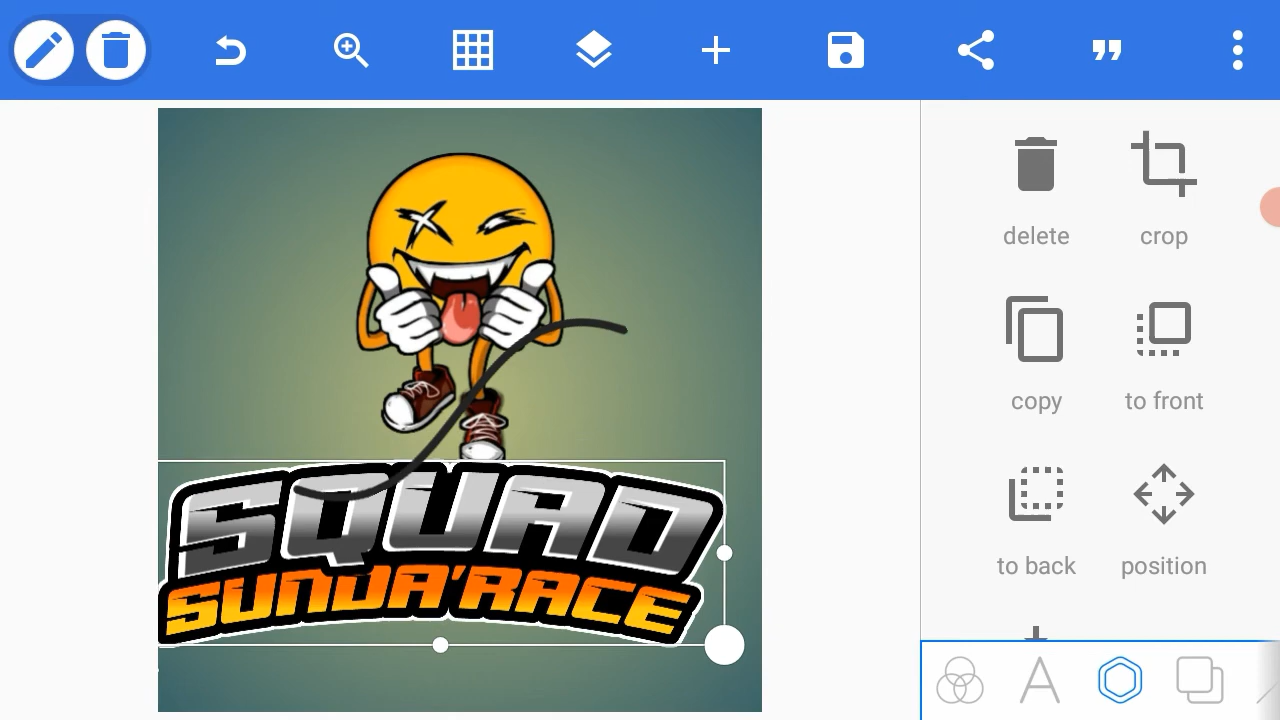 delete
crop
copy
to front
to back
position
SQUAD
SUNDA'RACE